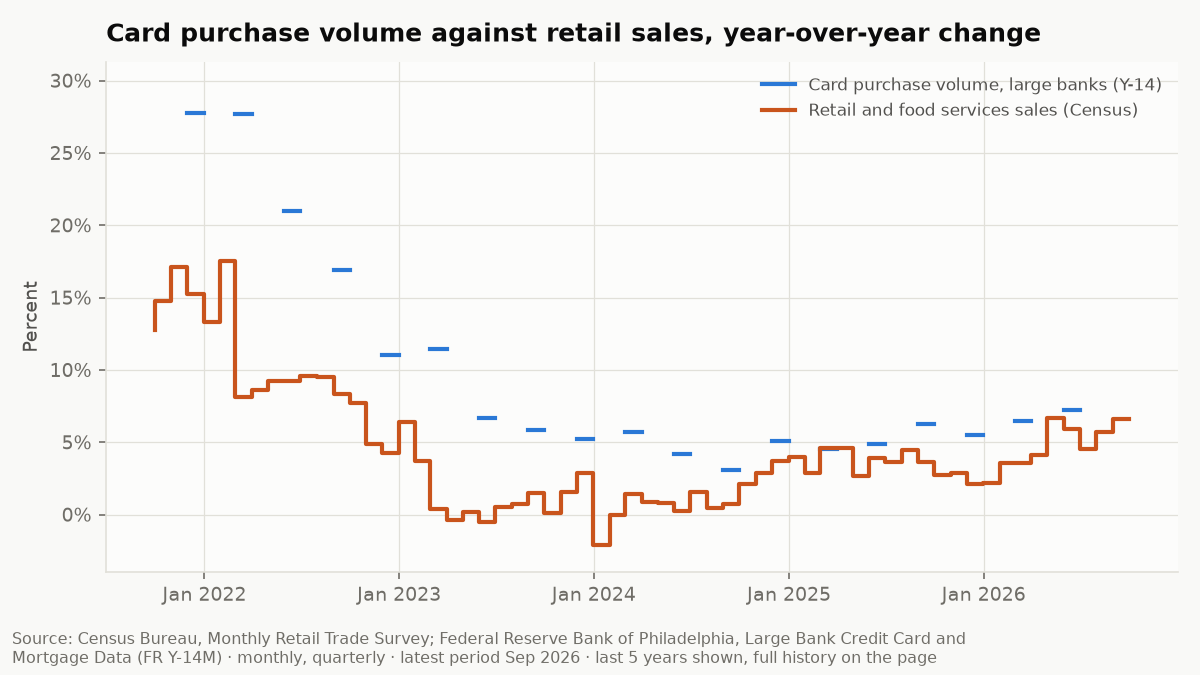 Card purchase volume against retail sales, year-over-year change
Card purchase volume, large banks (Y-14)
Retail and food services sales (Census)
Percent
30%
25%
20%
15%
10%
5%
0%
Jan 2022
Jan 2023
Jan 2024
Jan 2025
Jan 2026
Source: Census Bureau, Monthly Retail Trade Survey; Federal Reserve Bank of Philadelphia, Large Bank Credit Card and
Mortgage Data (FR Y-14M) · monthly, quarterly · latest period Sep 2026 · last 5 years shown, full history on the page